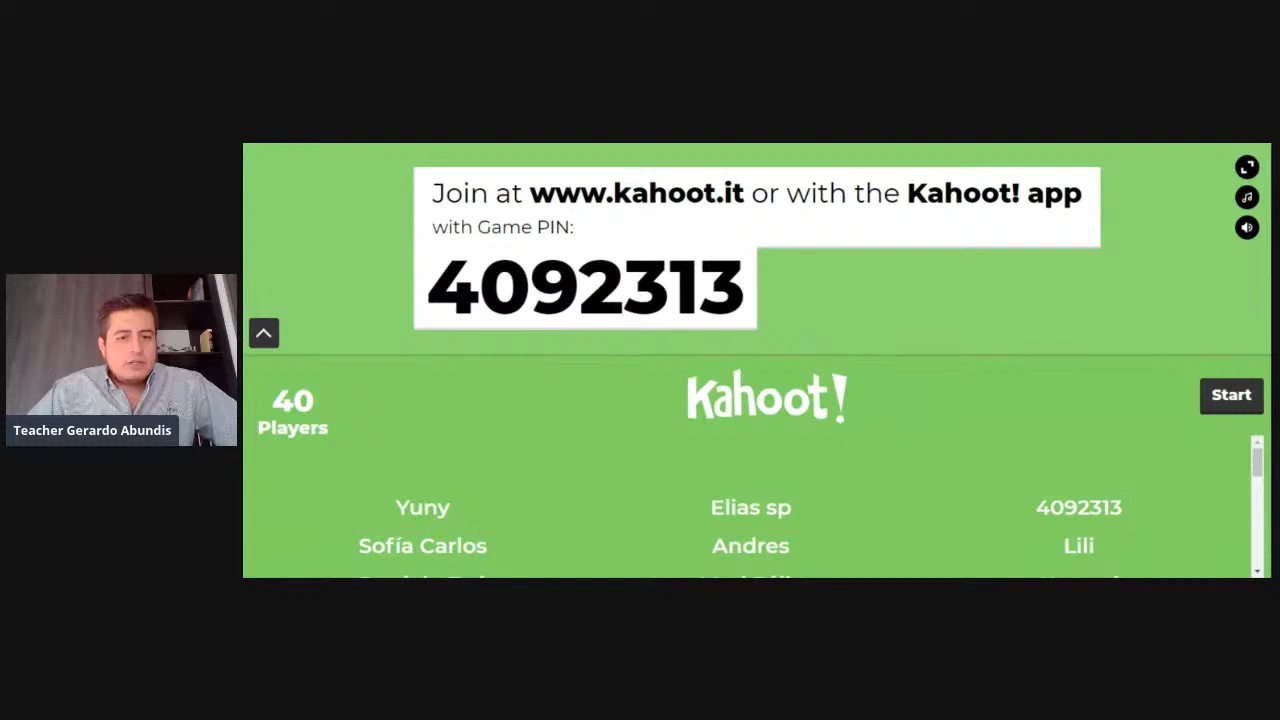 Join at www.kahoot.it or with the Kahoot! app
with Game PIN:
4092313
40
Players
Kahoot!
Start
Yuny
Elias sp
4092313
Sofía Carlos
Andres
Lili
Teacher Gerardo Abundis